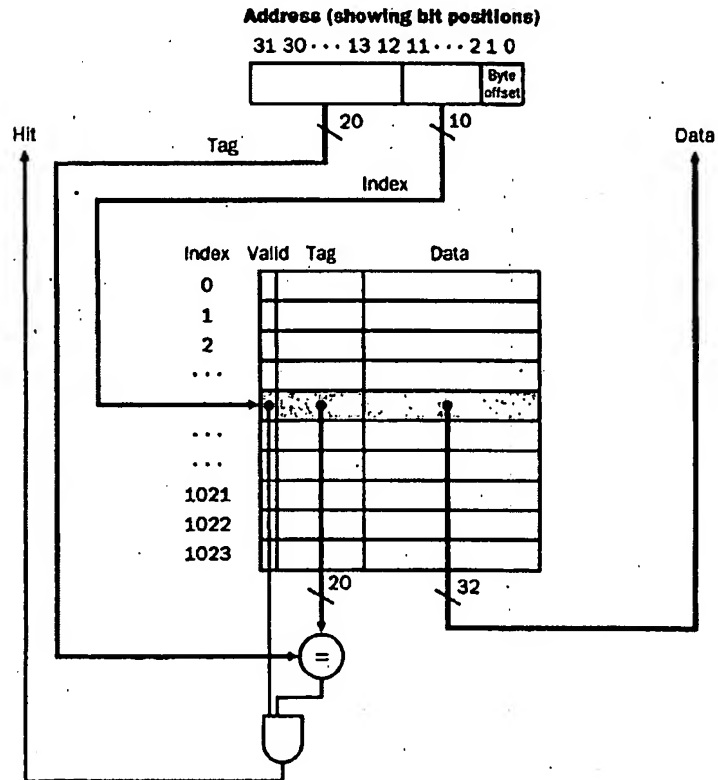 Address (showing bit positions)
31 30 · · · 13 12 11 · · · 2 1 0
Byte
offset
20
10
Hit
Tag
Data
Index
Index Valid Tag Data
0
1
2
· · ·
· · ·
· · ·
1021
1022
1023
20
32
=